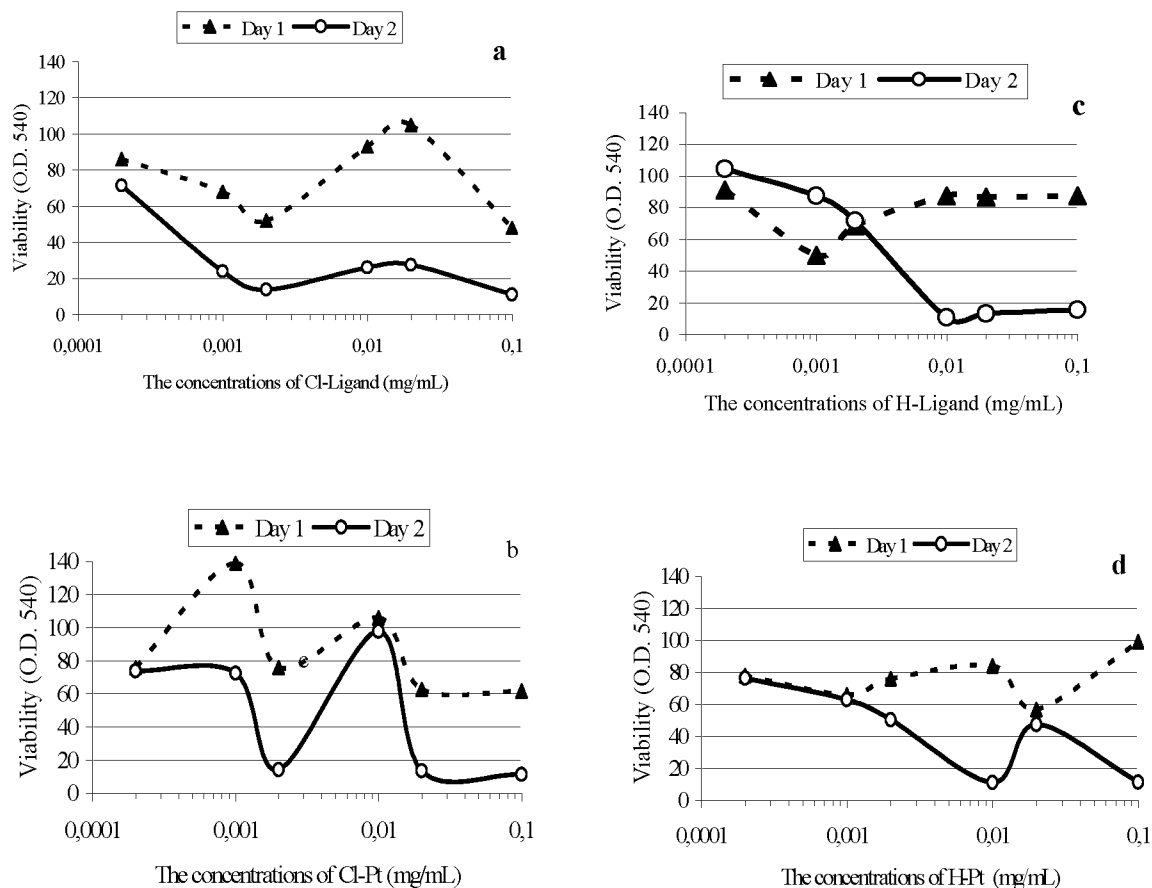 Day 1 Day 2
a
140
120
100
80
60
40
20
0
Viability (O.D. 540)
0,0001 0,001 0,01 0,1
The concentrations of Cl-Ligand (mg/mL)
Day 1 Day 2
c
140
120
100
80
60
40
20
0
Viability (O.D. 540)
0,0001 0,001 0,01 0,1
The concentrations of H-Ligand (mg/mL)
Day 1 Day 2
b
140
120
100
80
60
40
20
0
Viability (O.D. 540)
0,0001 0,001 0,01 0,1
The concentrations of Cl-Pt (mg/mL)
Day 1 Day 2
d
140
120
100
80
60
40
20
0
Viability (O.D. 540)
0,0001 0,001 0,01 0,1
The concentrations of H-Pt (mg/mL)